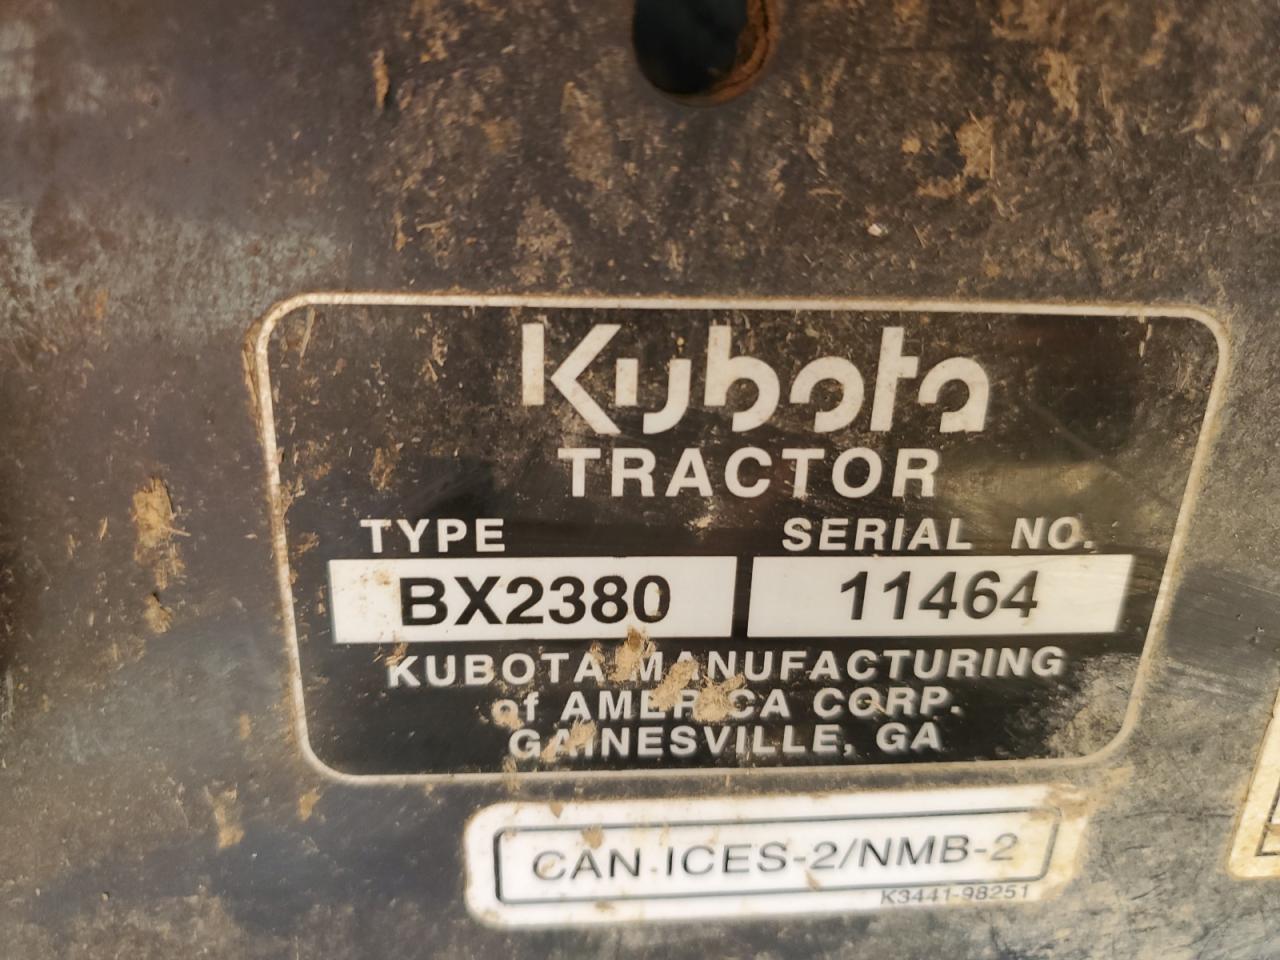 Kubota
TRACTOR
TYPE SERIAL NO.
BX2380 11464
KUBOTA MANUFACTURING
of AMERICA CORP.
GAINESVILLE, GA
CAN ICES-2/NMB-2
K3441-98251